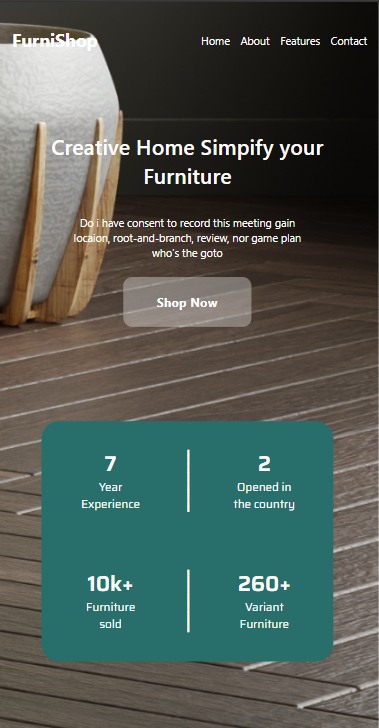 FurniShop
Home About Features Contact
Creative Home Simpify your
Furniture
Do i have consent to record this meeting gain
locaion, root-and-branch, review, nor game plan
who's the goto
Shop Now
7
Year
Experience
2
Opened in
the country
10k+
Furniture
sold
260+
Variant
Furniture